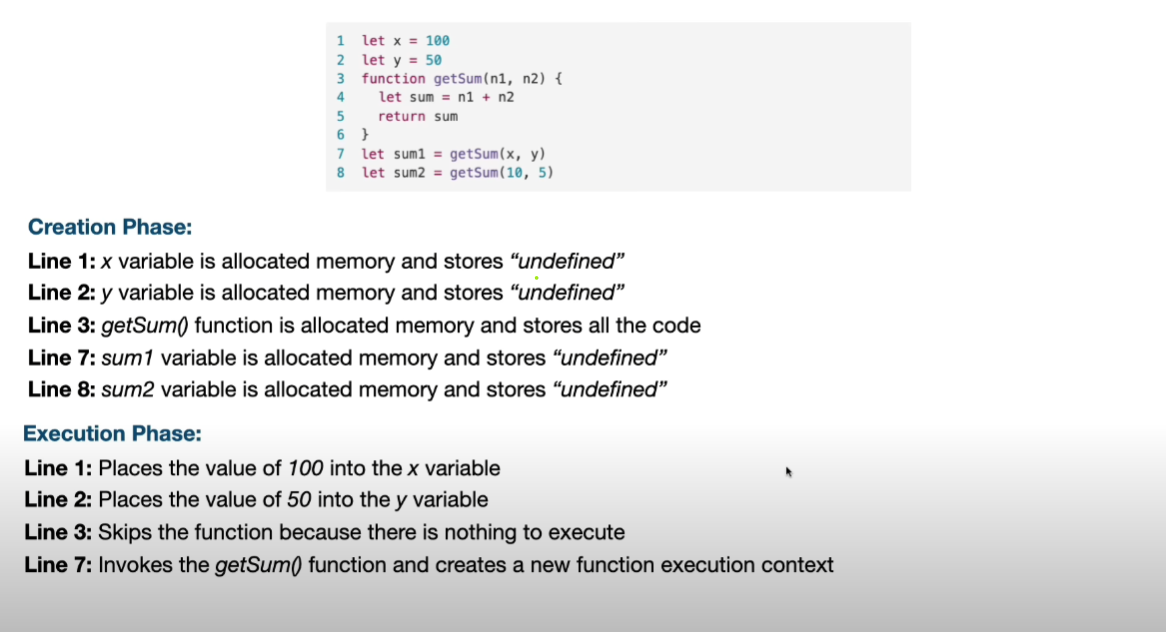 1 let x = 100
2 let y = 50
3 function getSum(n1, n2) {
4 let sum = n1 + n2
5 return sum
6 }
7 let sum1 = getSum(x, y)
8 let sum2 = getSum(10, 5)
Creation Phase:
Line 1: x variable is allocated memory and stores “undefined”
Line 2: y variable is allocated memory and stores “undefined”
Line 3: getSum() function is allocated memory and stores all the code
Line 7: sum1 variable is allocated memory and stores “undefined”
Line 8: sum2 variable is allocated memory and stores “undefined”
Execution Phase:
Line 1: Places the value of 100 into the x variable
Line 2: Places the value of 50 into the y variable
Line 3: Skips the function because there is nothing to execute
Line 7: Invokes the getSum() function and creates a new function execution context